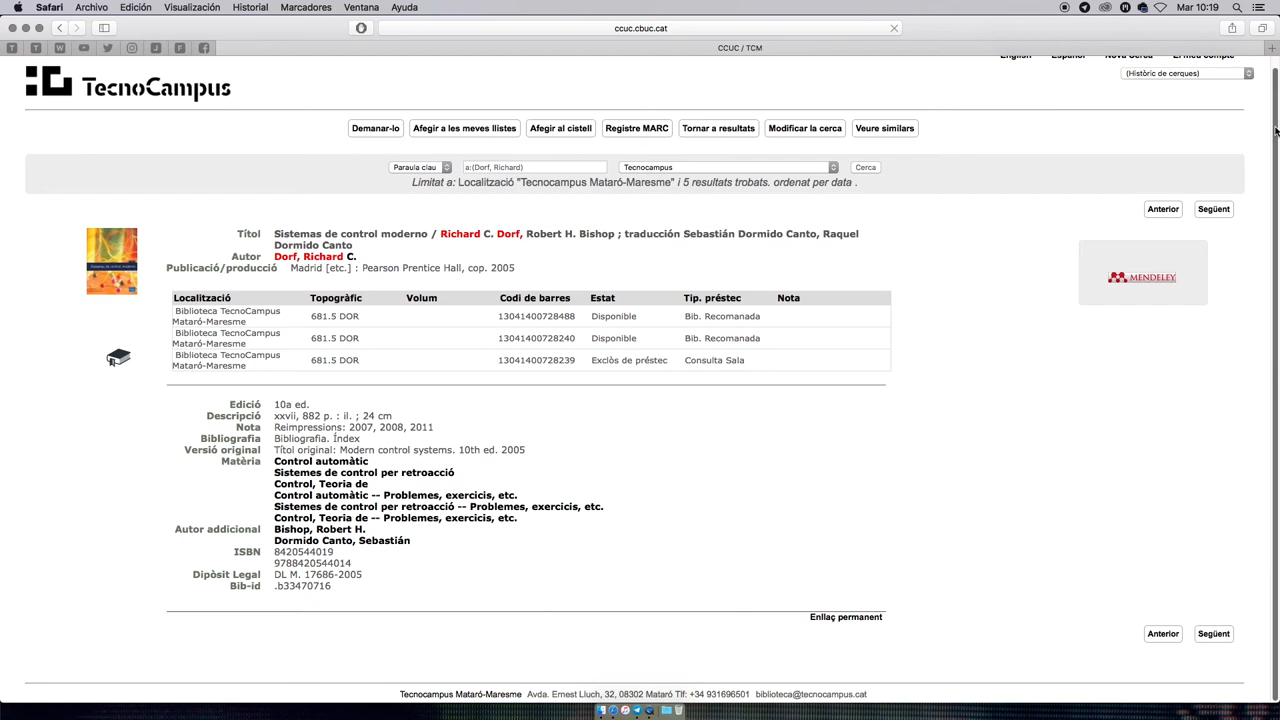 Safari Archivo Edición Visualización Historial Marcadores Ventana Ayuda Mar 10:19
ccuc.cbuc.cat
CCUC / TCM
TecnoCampus
(Històric de cerques)
Demanar-lo Afegir a les meves llistes Afegir al cistell Registre MARC Tornar a resultats Modificar la cerca Veure similars
Paraula clau a:(Dorf, Richard) Tecnocampus Cerca
Limitat a: Localització "Tecnocampus Mataró-Maresme" i 5 resultats trobats. ordenat per data .
Anterior Següent
Títol Sistemas de control moderno / Richard C. Dorf, Robert H. Bishop ; traducción Sebastián Dormido Canto, Raquel
Dormido Canto
Autor Dorf, Richard C.
Publicació/producció Madrid [etc.] : Pearson Prentice Hall, cop. 2005
MENDELEY
Localització Topogràfic Volum Codi de barres Estat Tip. préstec Nota
Biblioteca TecnoCampus
Mataró-Maresme 681.5 DOR 13041400728488 Disponible Bib. Recomanada
Biblioteca TecnoCampus
Mataró-Maresme 681.5 DOR 13041400728240 Disponible Bib. Recomanada
Biblioteca TecnoCampus
Mataró-Maresme 681.5 DOR 13041400728239 Exclòs de préstec Consulta Sala
Edició 10a ed.
Descripció xxvii, 882 p. : il. ; 24 cm
Nota Reimpressions: 2007, 2008, 2011
Bibliografia Bibliografia. Índex
Versió original Títol original: Modern control systems. 10th ed. 2005
Matèria Control automàtic
Sistemes de control per retroacció
Control, Teoria de
Control automàtic -- Problemes, exercicis, etc.
Sistemes de control per retroacció -- Problemes, exercicis, etc.
Control, Teoria de -- Problemes, exercicis, etc.
Autor addicional Bishop, Robert H.
Dormido Canto, Sebastián
ISBN 8420544019
9788420544014
Dipòsit Legal DL M. 17686-2005
Bib-id .b33470716
Enllaç permanent
Anterior Següent
Tecnocampus Mataró-Maresme Avda. Ernest Lluch, 32, 08302 Mataró Tlf: +34 931696501 biblioteca@tecnocampus.cat